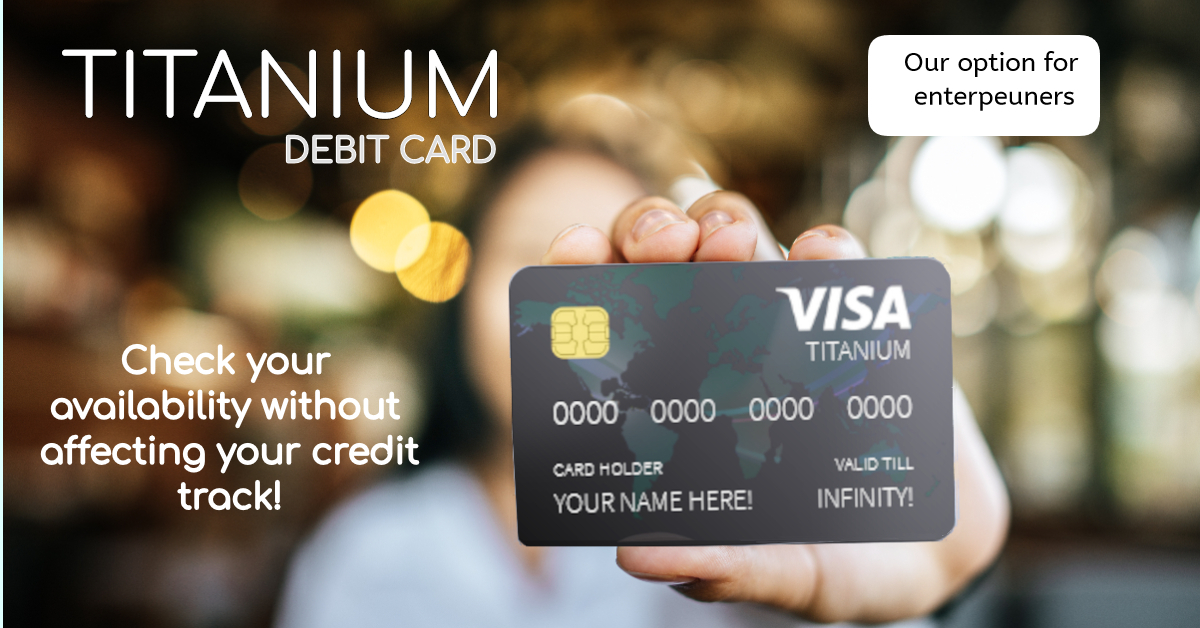 TITANIUM
DEBIT CARD
Our option for
enterpeuners
Check your
availability without
affecting your credit
track!
VISA
TITANIUM
0000 0000 0000 0000
CARD HOLDER
VALID TILL
YOUR NAME HERE!
INFINITY!